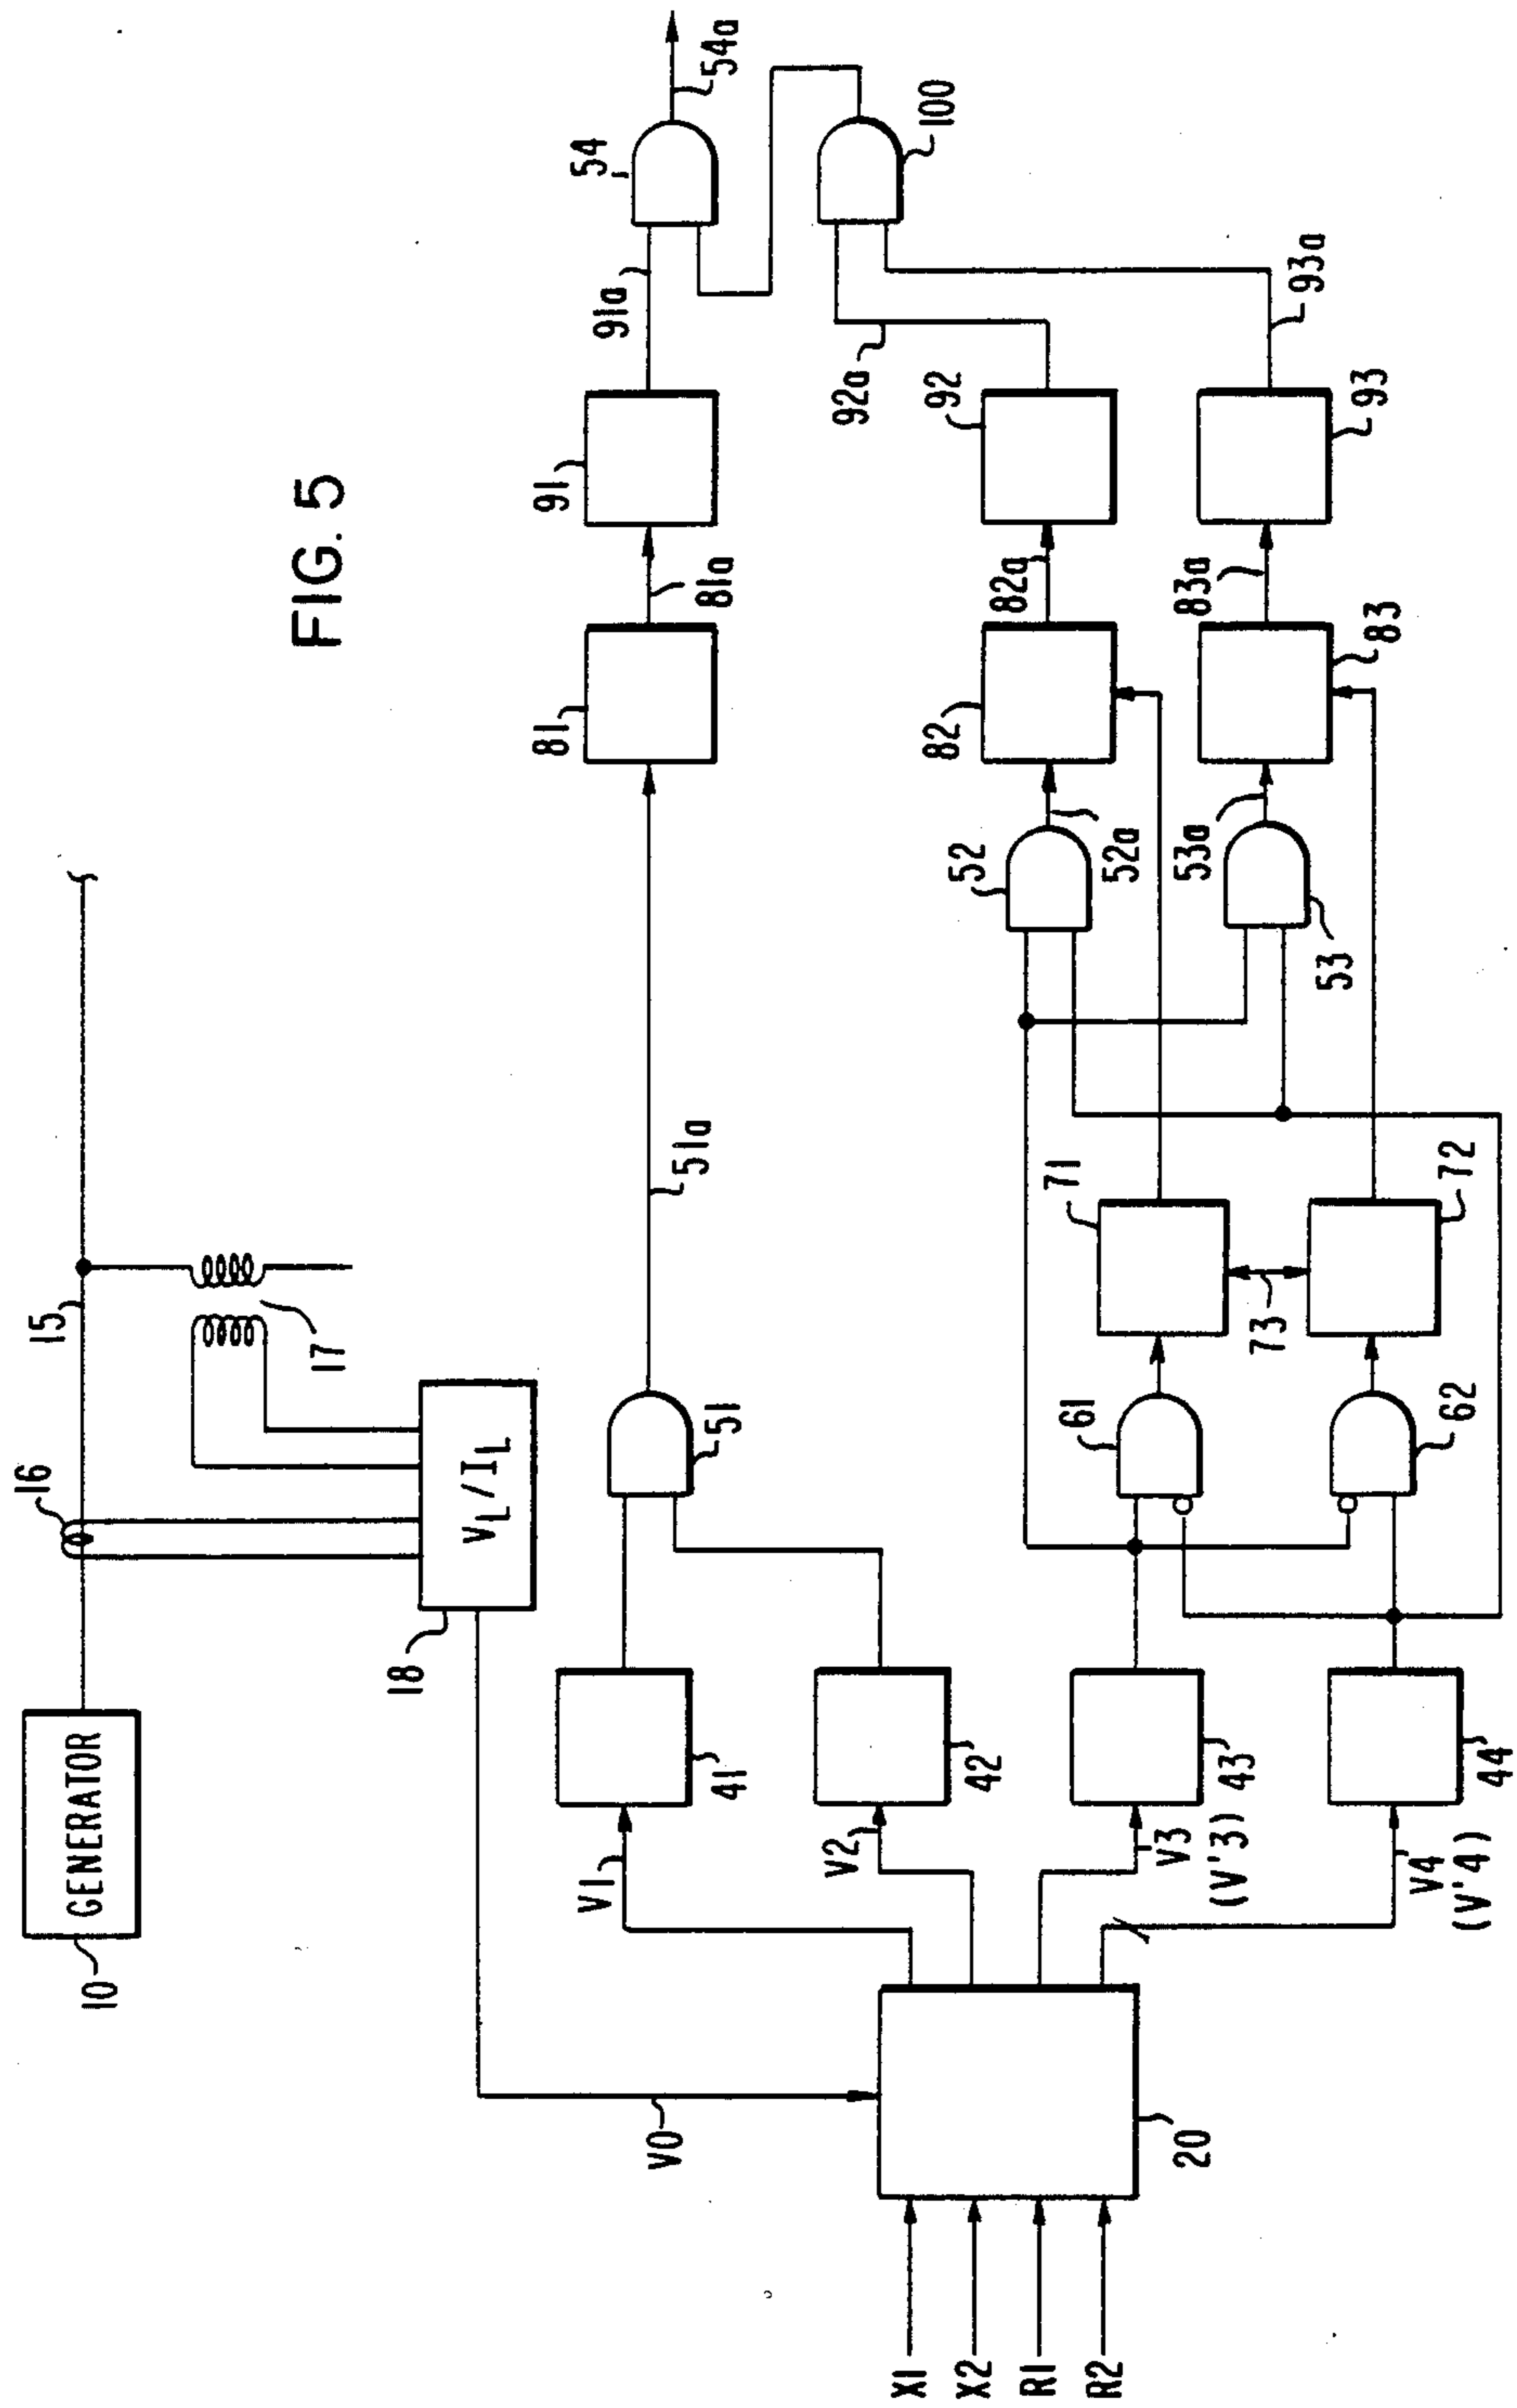 FIG. 5
GENERATOR
10
15
16
17
18
V_L/I_L
V0
X1
X2
R1
R2
20
V1
V2
V3
(V'3)
V4
(V'4)
41
42
43
44
51
51a
61
62
71
72
73
52
52a
53
53a
81
81a
82
82a
83
83a
91
91a
92
92a
93
93a
54
54a
100